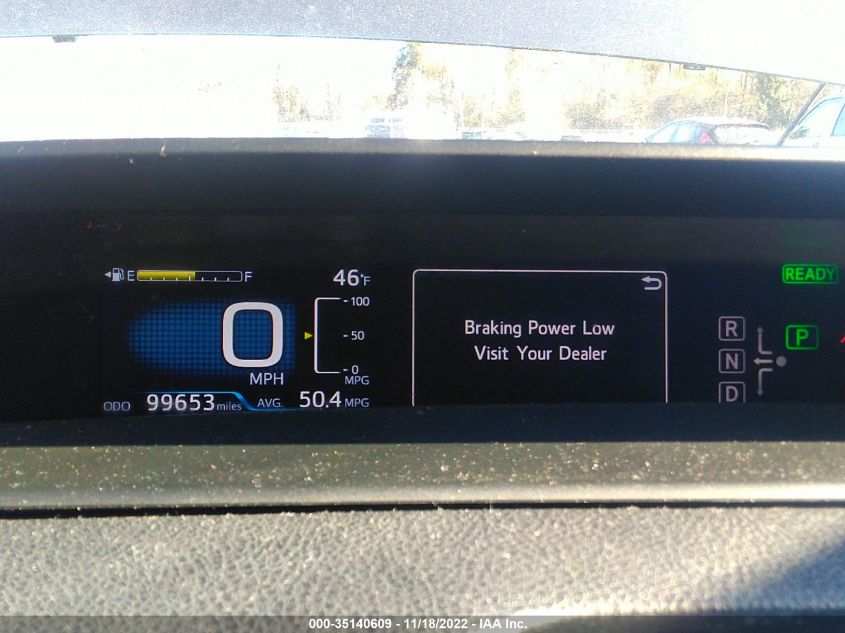 E F
46°F
READY
100
0
50
0
MPH
MPG
Braking Power Low
Visit Your Dealer
R
N
P
D
ODO 99653 miles AVG. 50.4 MPG
000-35140609 - 11/18/2022 - IAA Inc.